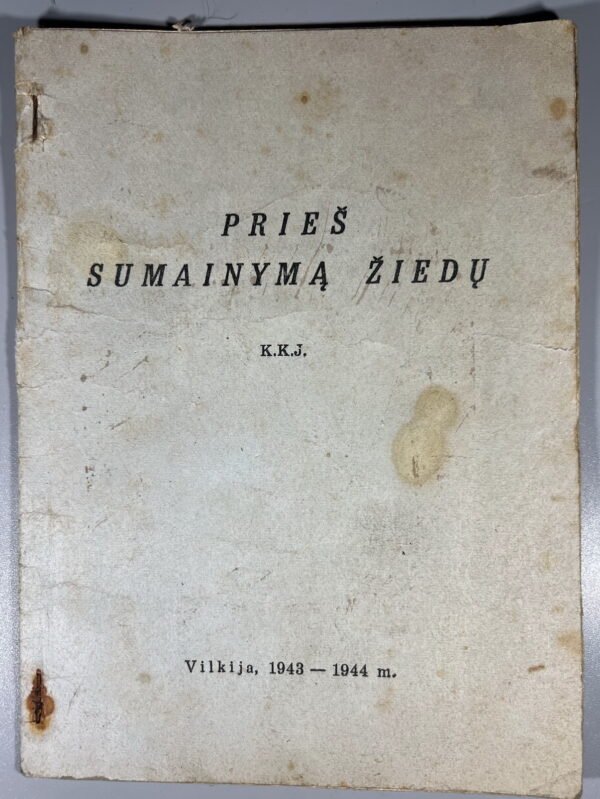 PRIEŠ
SUMAINYMĄ ŽIEDŲ
K.K.J.
Vilkija, 1943 — 1944 m.